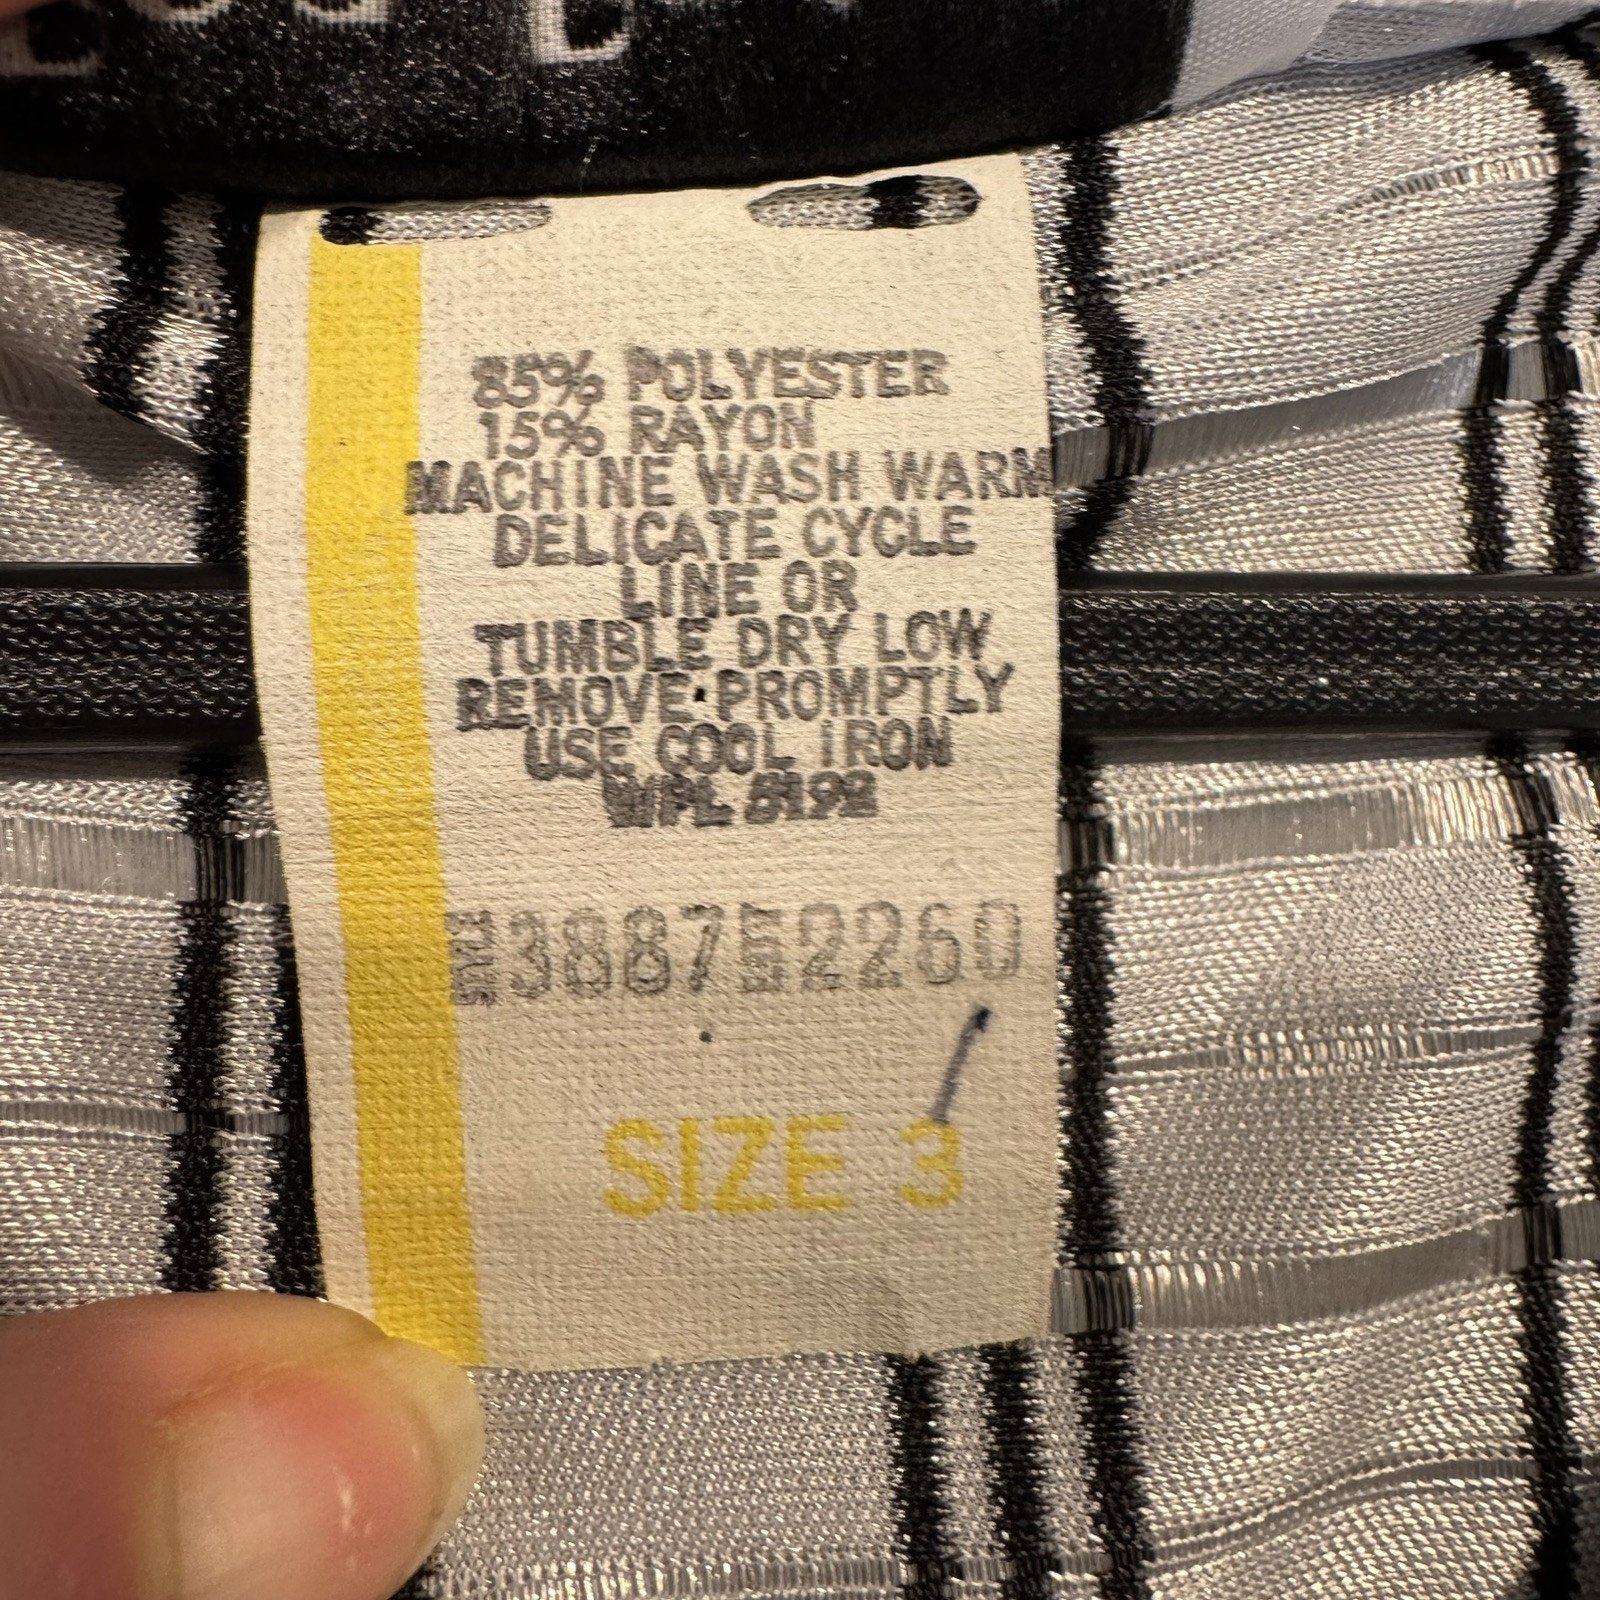 85% POLYESTER
15% RAYON
MACHINE WASH WARM
DELICATE CYCLE
LINE OR
TUMBLE DRY LOW
REMOVE PROMPTLY
USE COOL IRON
WPL
388752260
SIZE 3